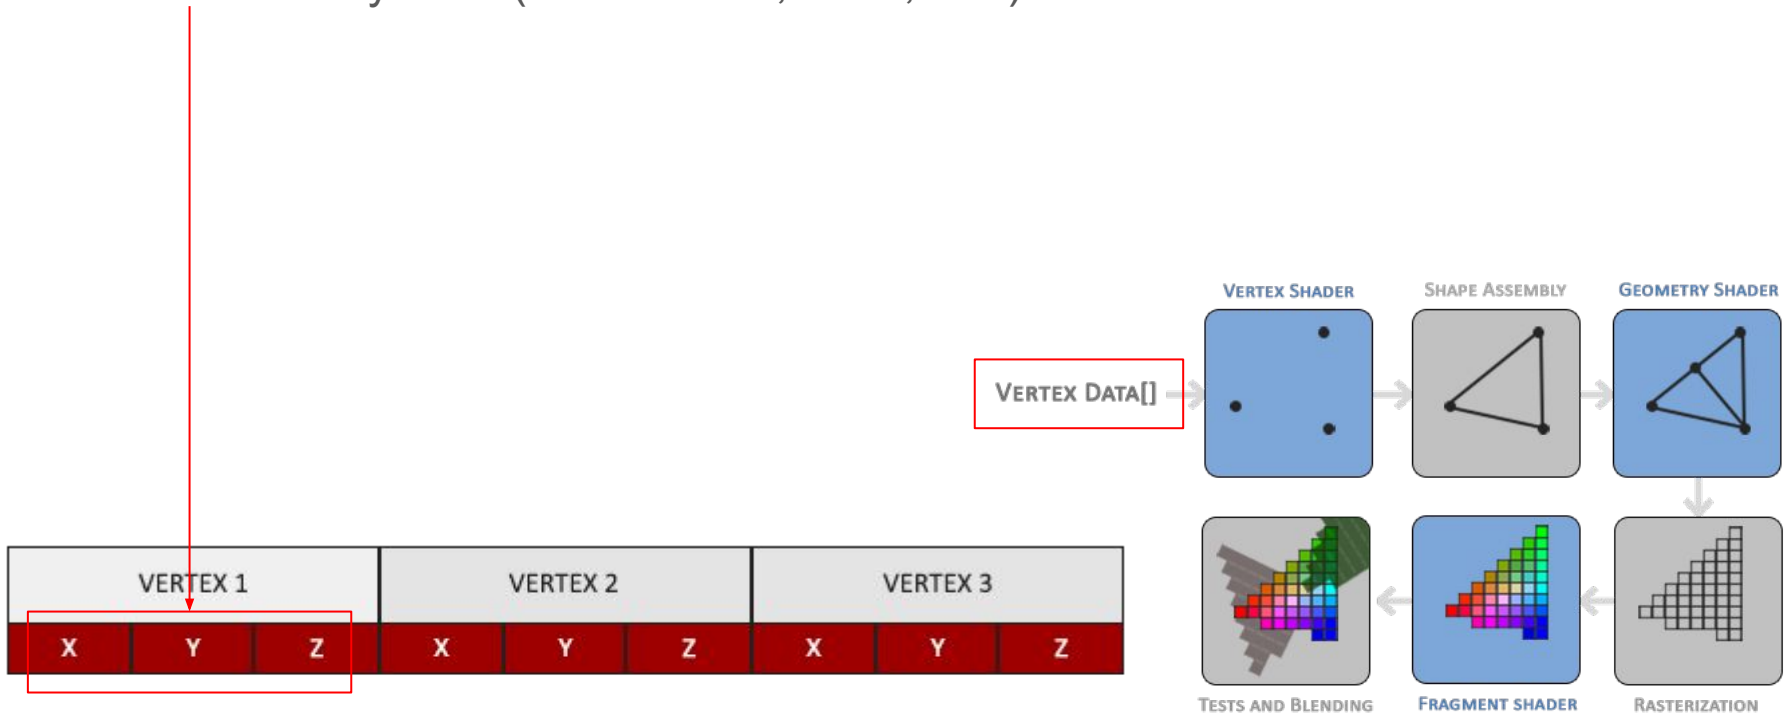 VERTEX SHADER
SHAPE ASSEMBLY
GEOMETRY SHADER
VERTEX DATA[]
VERTEX 1 VERTEX 2 VERTEX 3
X Y Z X Y Z X Y Z
TESTS AND BLENDING
FRAGMENT SHADER
RASTERIZATION